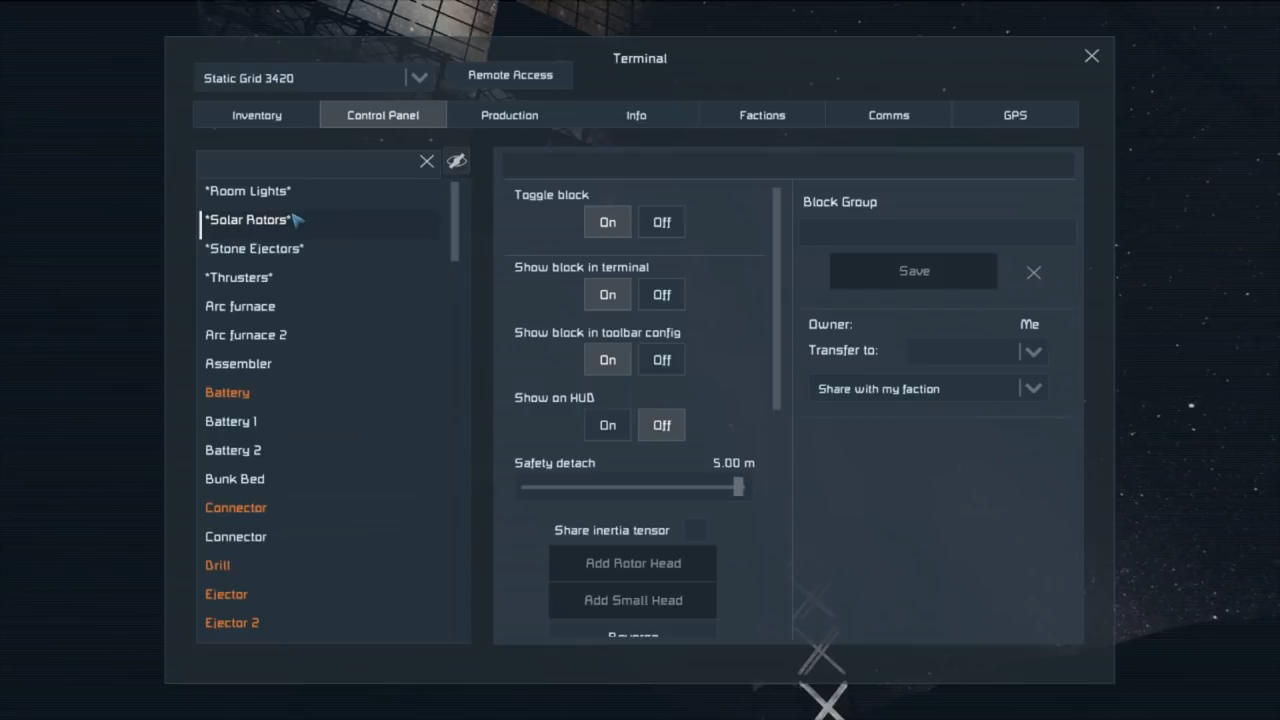 Terminal
Static Grid 3420
Remote Access
Inventory
Control Panel
Production
Info
Factions
Comms
GPS
*Room Lights*
*Solar Rotors*
*Stone Ejectors*
*Thrusters*
Arc furnace
Arc furnace 2
Assembler
Battery
Battery 1
Battery 2
Bunk Bed
Connector
Connector
Drill
Ejector
Ejector 2
Toggle block
On Off
Show block in terminal
On Off
Show block in toolbar config
On Off
Show on HUD
On Off
Safety detach 5.00 m
Share inertia tensor
Add Rotor Head
Add Small Head
Reverse
Block Group
Save
Owner: Me
Transfer to:
Share with my faction